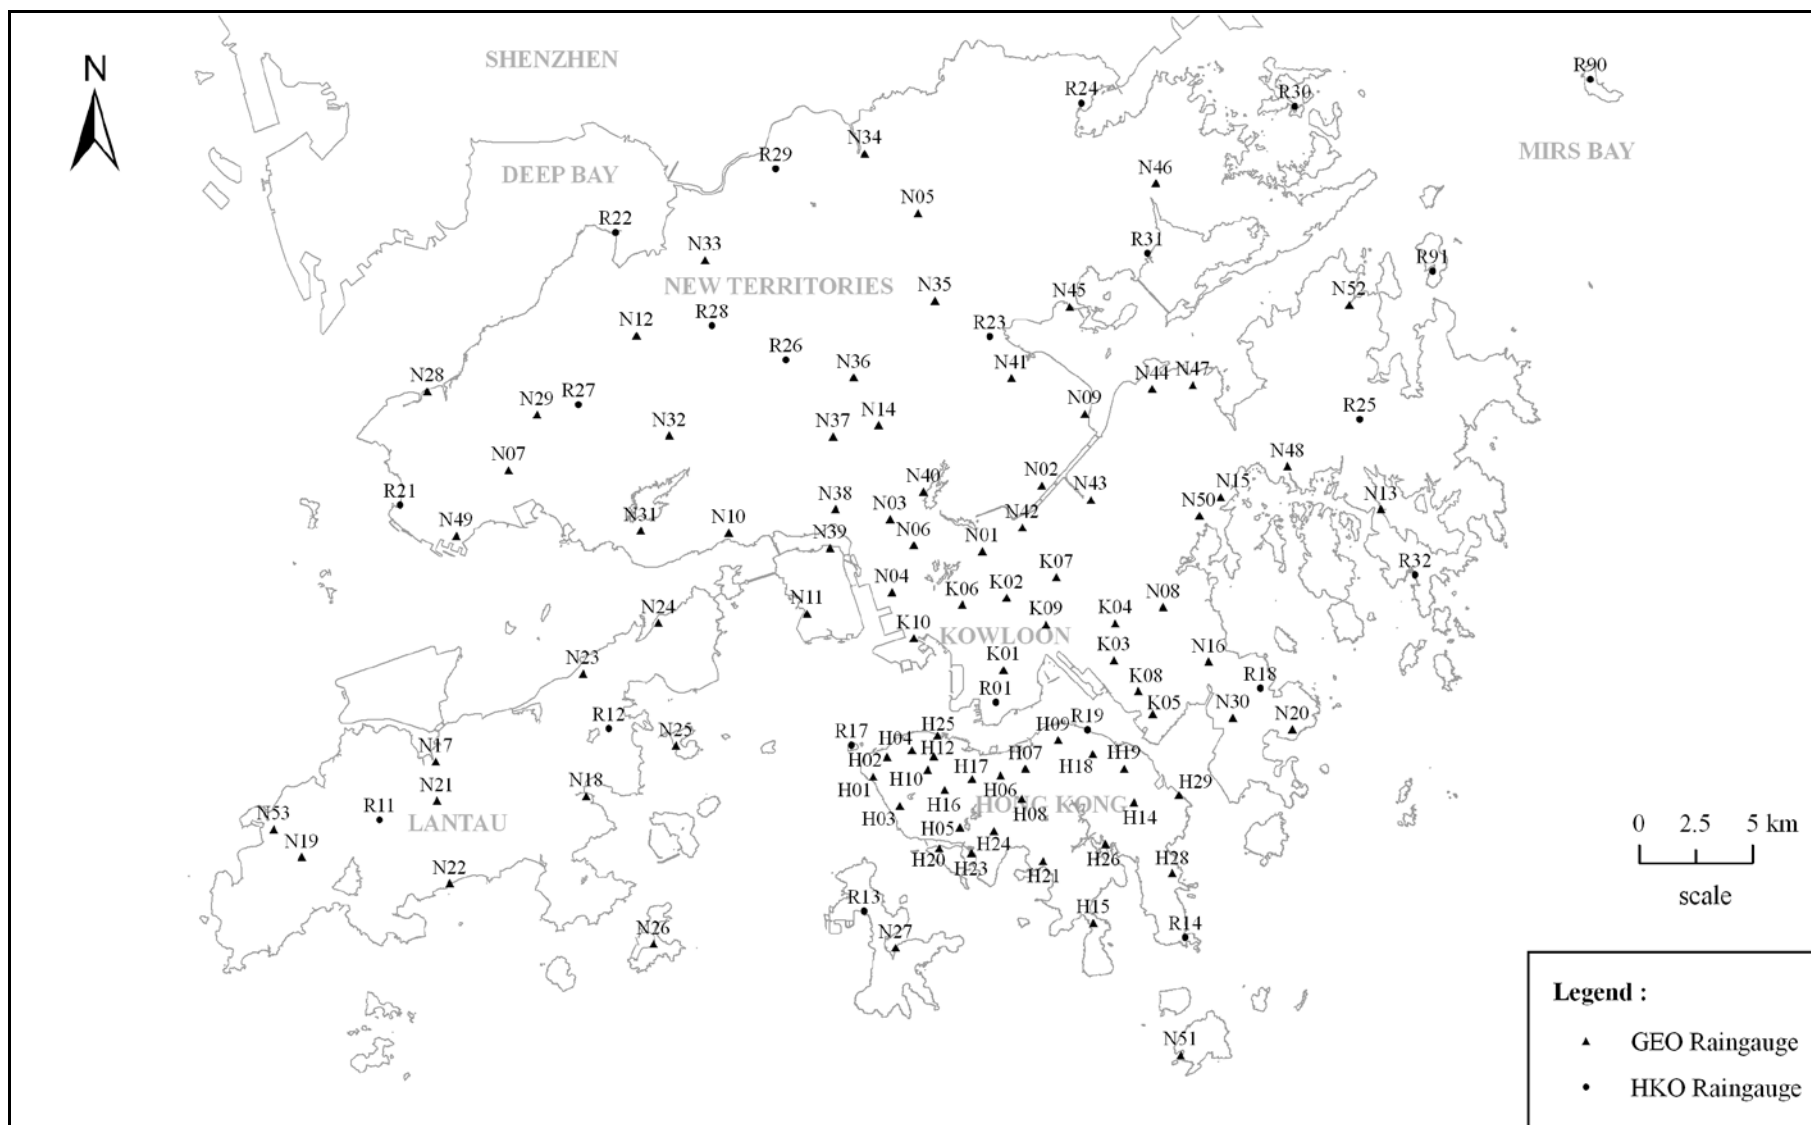 SHENZHEN
N
R90
R24
R30
N34
MIRS BAY
R29
DEEP BAY
N46
N05
R22
R31
N33
R91
NEW TERRITORIES
N35
N45
N52
R28
N12
R23
R26
N36
N41
N28
N44
N47
R27
N29
N09
R25
N14
N32
N37
N07
N48
N02
N40
N15
R21
N43
N13
N38
N50
N03
N42
N49
N31
N10
N39
N06
N01
R32
K07
N04
K06
K02
N08
N24
N11
K09
K04
K10
KOWLOON
K03
N16
N23
K01
R18
K08
R01
K05
N30
R12
N20
N25
R17
H25
H09
R19
H04
N17
H12
H02
H07
H18
H19
H10
H17
N21
N18
H01
H06
H29
R11
H16
HONG KONG
0 2.5 5 km
N53
LANTAU
H03
H08
H14
H05
N19
H24
H20
H23
H26
H28
N22
H21
scale
R13
H15
R14
N26
N27
Legend :
N51
GEO Raingauge
HKO Raingauge